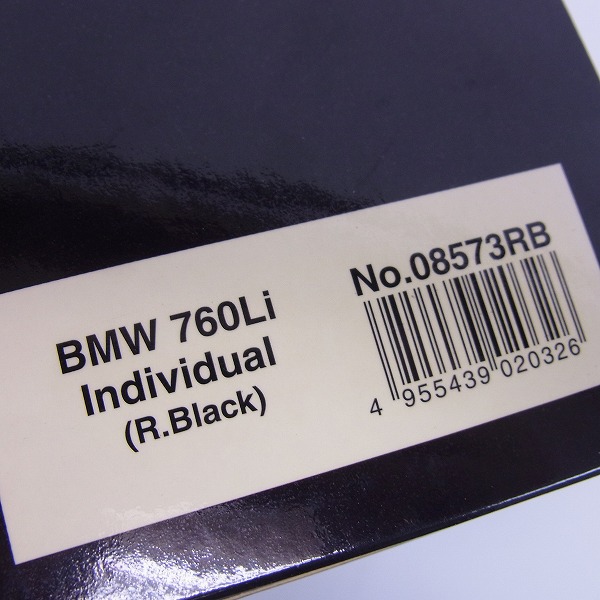 BMW 760Li
Individual
(R.Black)
No.08573RB
4 955439 020326